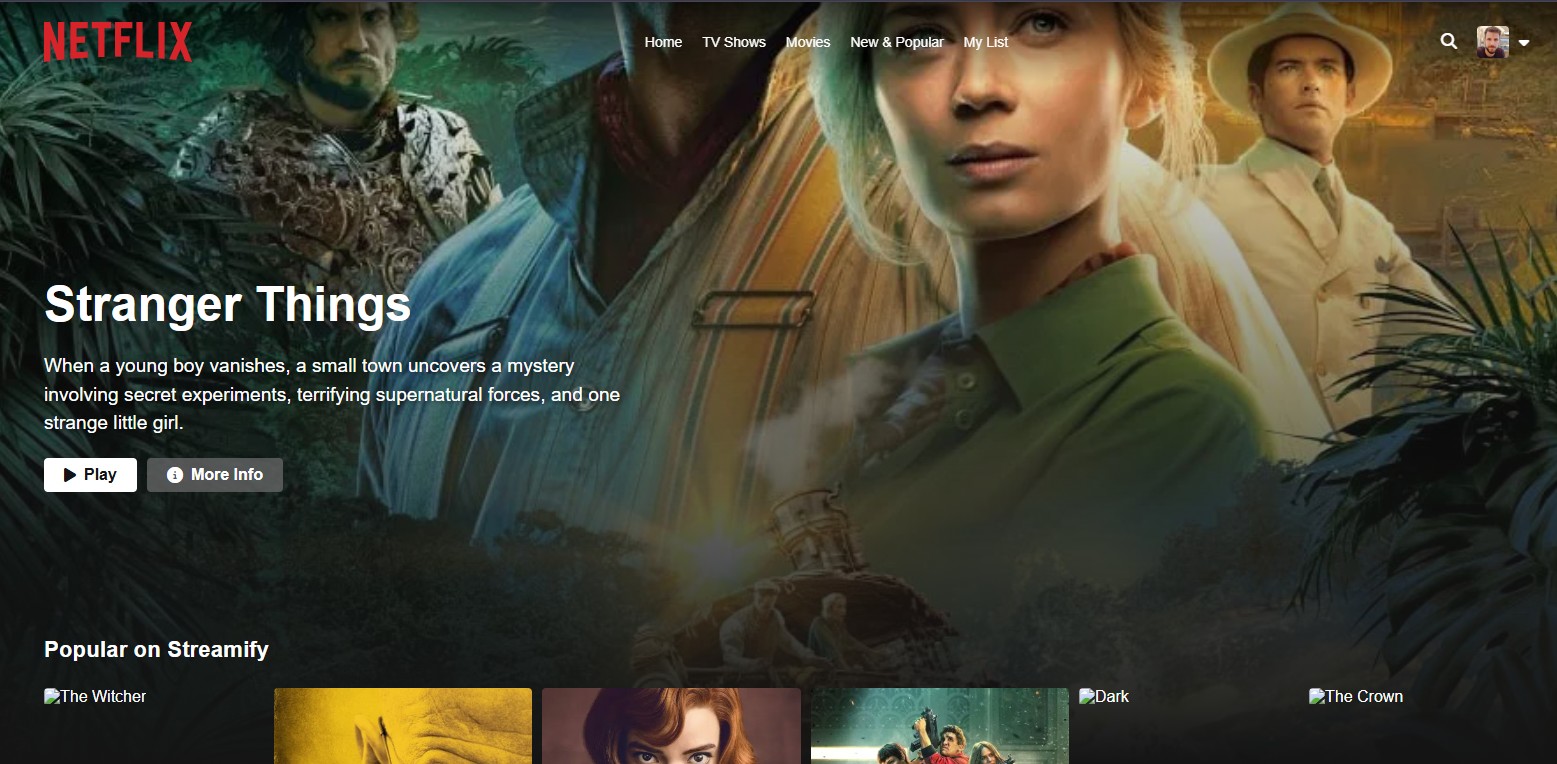 NETFLIX
Home TV Shows Movies New & Popular My List
Stranger Things
When a young boy vanishes, a small town uncovers a mystery
involving secret experiments, terrifying supernatural forces, and one
strange little girl.
Play More Info
Popular on Streamify
The Witcher Dark The Crown